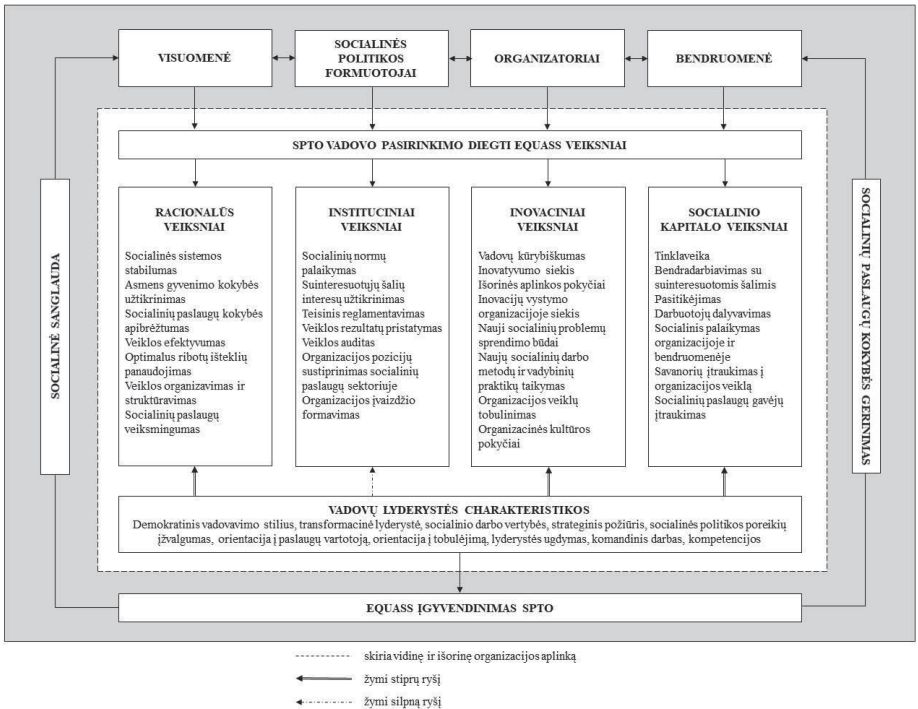 VISUOMENĖ
SOCIALINĖS
POLITIKOS
FORMUOTOJAI
ORGANIZATORIAI
BENDRUOMENĖ
SPTO VADOVO PASIRINKIMO DIEGTI EQUASS VEIKSNIAI
SOCIALINĖ SANGLAUDA
RACIONALŪS
VEIKSNIAI
Socialinės sistemos
stabilumas
Asmens gyvenimo kokybės
užtikrinimas
Socialinių paslaugų kokybės
apibrėžtumas
Veiklos efektyvumas
Optimalus ribotų išteklių
panaudojimas
Veiklos organizavimas ir
struktūravimas
Socialinių paslaugų
veiksmingumas
INSTITUCINIAI
VEIKSNIAI
Socialinių normų
palaikymas
Suinteresuotųjų šalių
interesų užtikrinimas
Teisinis reglamentavimas
Veiklos rezultatų pristatymas
Veiklos auditas
Organizacijos pozicijų
sustiprinimas socialinių
paslaugų sektoriuje
Organizacijos įvaizdžio
formavimas
INOVACINIAI
VEIKSNIAI
Vadovų kūrybiškumas
Inovatyvumo siekis
Išorinės aplinkos pokyčiai
Inovacijų vystymo
organizacijoje siekis
Nauji socialinių problemų
sprendimo būdai
Naujų socialinių darbo
metodų ir vadybinių
praktikų taikymas
Organizacijos veiklų
tobulinimas
Organizacinės kultūros
pokyčiai
SOCIALINIO
KAPITALO VEIKSNIAI
Tinklaveika
Bendradarbiavimas su
suinteresuotomis šalimis
Pasitikėjimas
Darbuotojų dalyvavimas
Socialinis palaikymas
organizacijoje ir
bendruomenėje
Savanorių įtraukimas į
organizacijos veiklą
Socialinių paslaugų gavėjų
įtraukimas
SOCIALINIŲ PASLAUGŲ KOKYBĖS GERINIMAS
VADOVŲ LYDERYSTĖS CHARAKTERISTIKOS
Demokratinis vadovavimo stilius, transformacinė lyderystė, socialinio darbo vertybės, strateginis požiūris, socialinės politikos poreikių
įžvalgumas, orientacija į paslaugų vartotoją, orientacija į tobulėjimą, lyderystės ugdymas, komandinis darbas, kompetencijos
EQUASS ĮGYVENDINIMAS SPTO
skiria vidinę ir išorinę organizacijos aplinką
žymi stiprų ryšį
žymi silpną ryšį